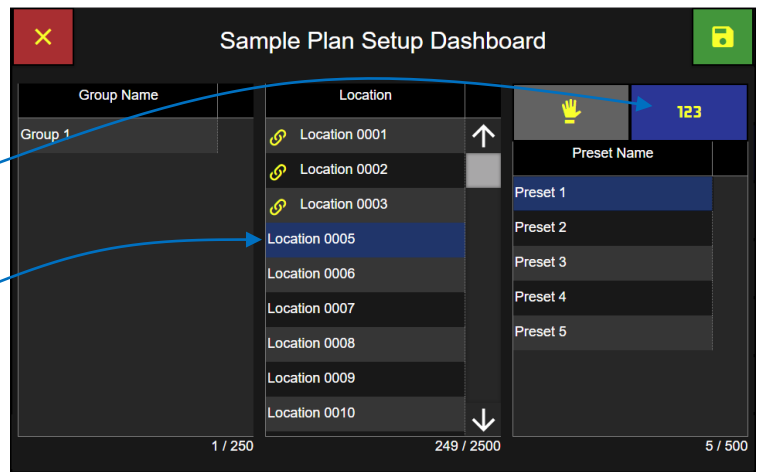 Sample Plan Setup Dashboard
Group Name
Group 1
1 / 250
Location
Location 0001
Location 0002
Location 0003
Location 0005
Location 0006
Location 0007
Location 0008
Location 0009
Location 0010
249 / 2500
123
Preset Name
Preset 1
Preset 2
Preset 3
Preset 4
Preset 5
5 / 500